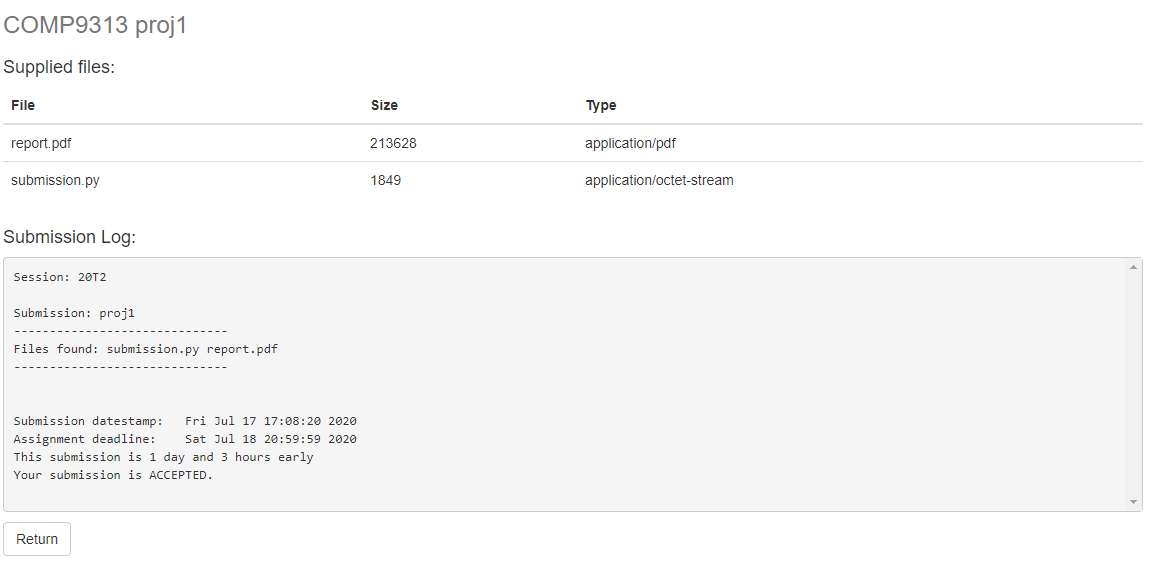 COMP9313 proj1
Supplied files:
File Size Type
report.pdf 213628 application/pdf
submission.py 1849 application/octet-stream
Submission Log:
Session: 20T2
Submission: proj1
------------------------------
Files found: submission.py report.pdf
------------------------------
Submission datestamp:   Fri Jul 17 17:08:20 2020
Assignment deadline:    Sat Jul 18 20:59:59 2020
This submission is 1 day and 3 hours early
Your submission is ACCEPTED.
Return